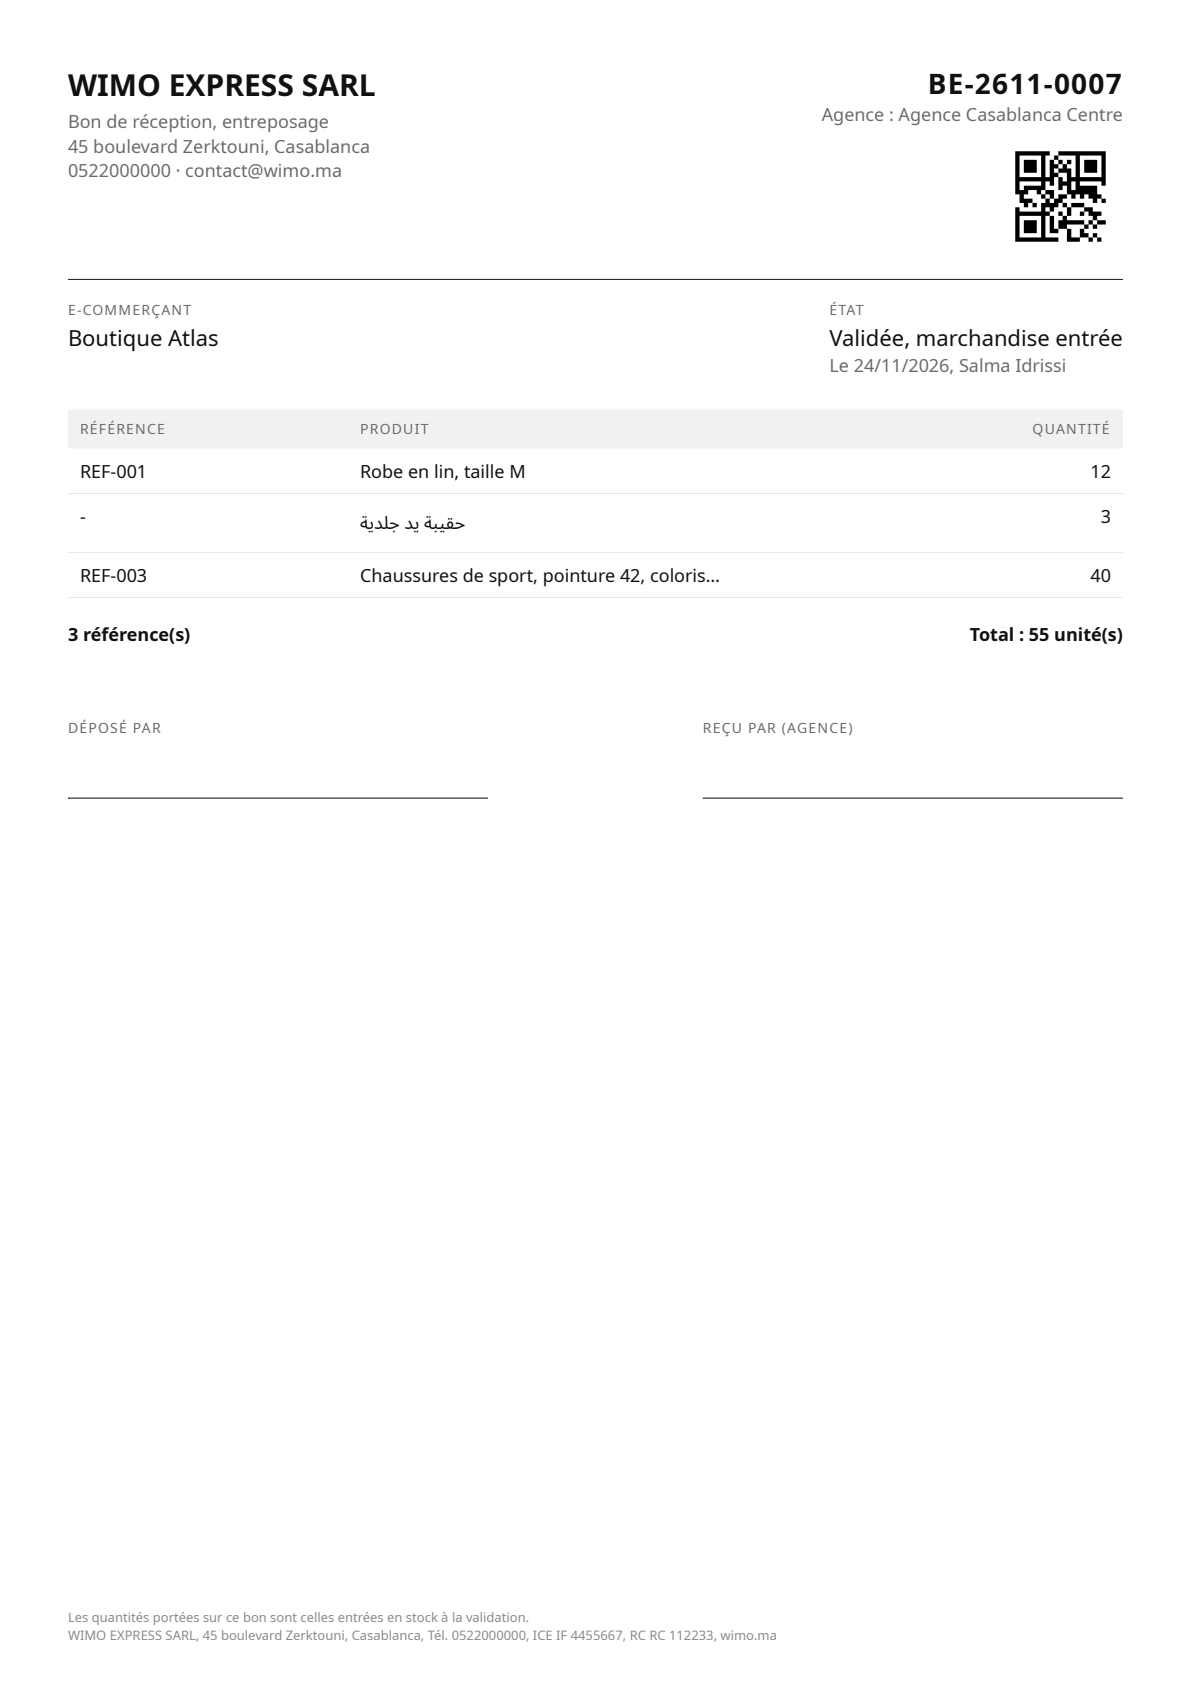 WIMO EXPRESS SARL
Bon de réception, entreposage
45 boulevard Zerktouni, Casablanca
0522000000 · contact@wimo.ma
BE-2611-0007
Agence : Agence Casablanca Centre
E-COMMERÇANT
Boutique Atlas
ÉTAT
Validée, marchandise entrée
Le 24/11/2026, Salma Idrissi
RÉFÉRENCE PRODUIT QUANTITÉ
REF-001 Robe en lin, taille M 12
- حقيبة يد جلدية 3
REF-003 Chaussures de sport, pointure 42, coloris… 40
3 référence(s) Total : 55 unité(s)
DÉPOSÉ PAR REÇU PAR (AGENCE)
Les quantités portées sur ce bon sont celles entrées en stock à la validation.
WIMO EXPRESS SARL, 45 boulevard Zerktouni, Casablanca, Tél. 0522000000, ICE IF 4455667, RC RC 112233, wimo.ma